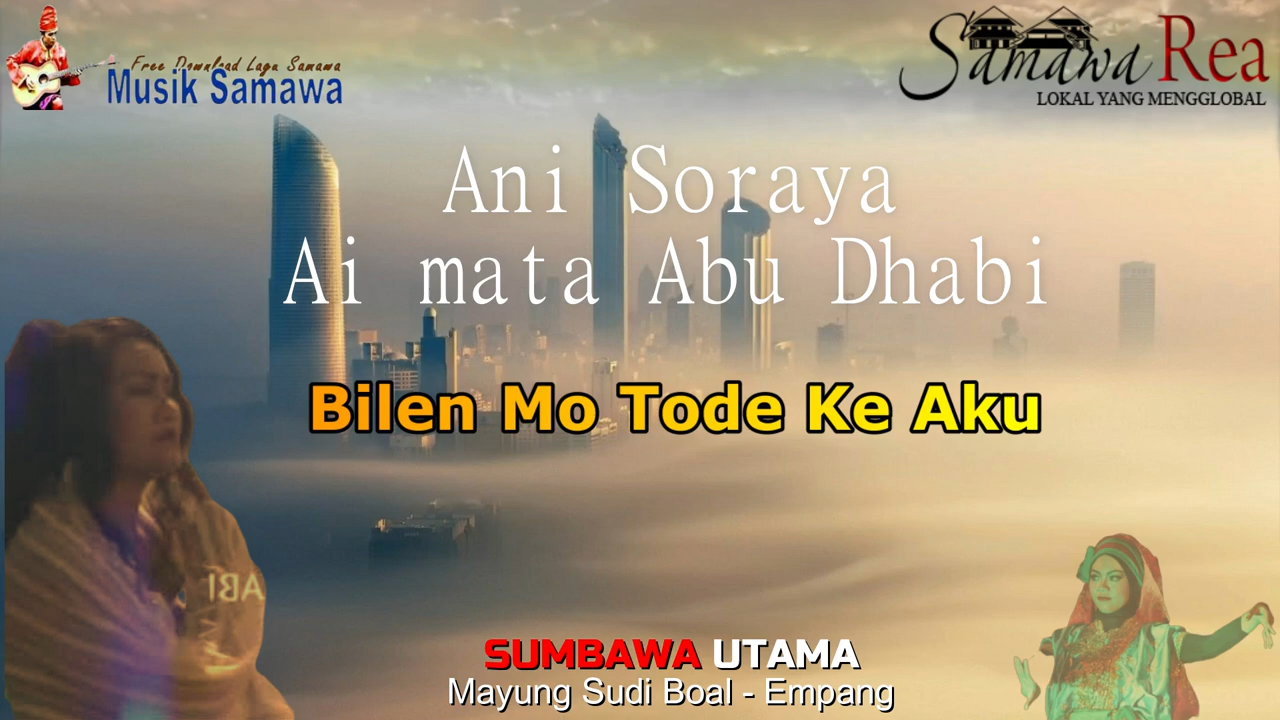 Free Download Lagu Samawa
Musik Samawa
Samawa Rea
LOKAL YANG MENGGLOBAL
Ani Soraya
Ai mata Abu Dhabi
Bilen Mo Tode Ke Aku
ABI
SUMBAWA UTAMA
Mayung Sudi Boal - Empang